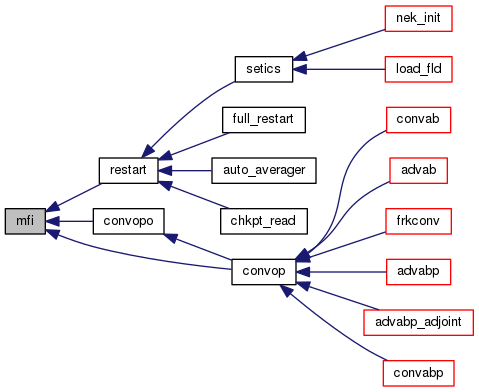 nek_init
setics
load_fld
full_restart
convab
restart
auto_averager
advab
mfi
convopo
chkpt_read
frkconv
convop
advabp
advabp_adjoint
convabp